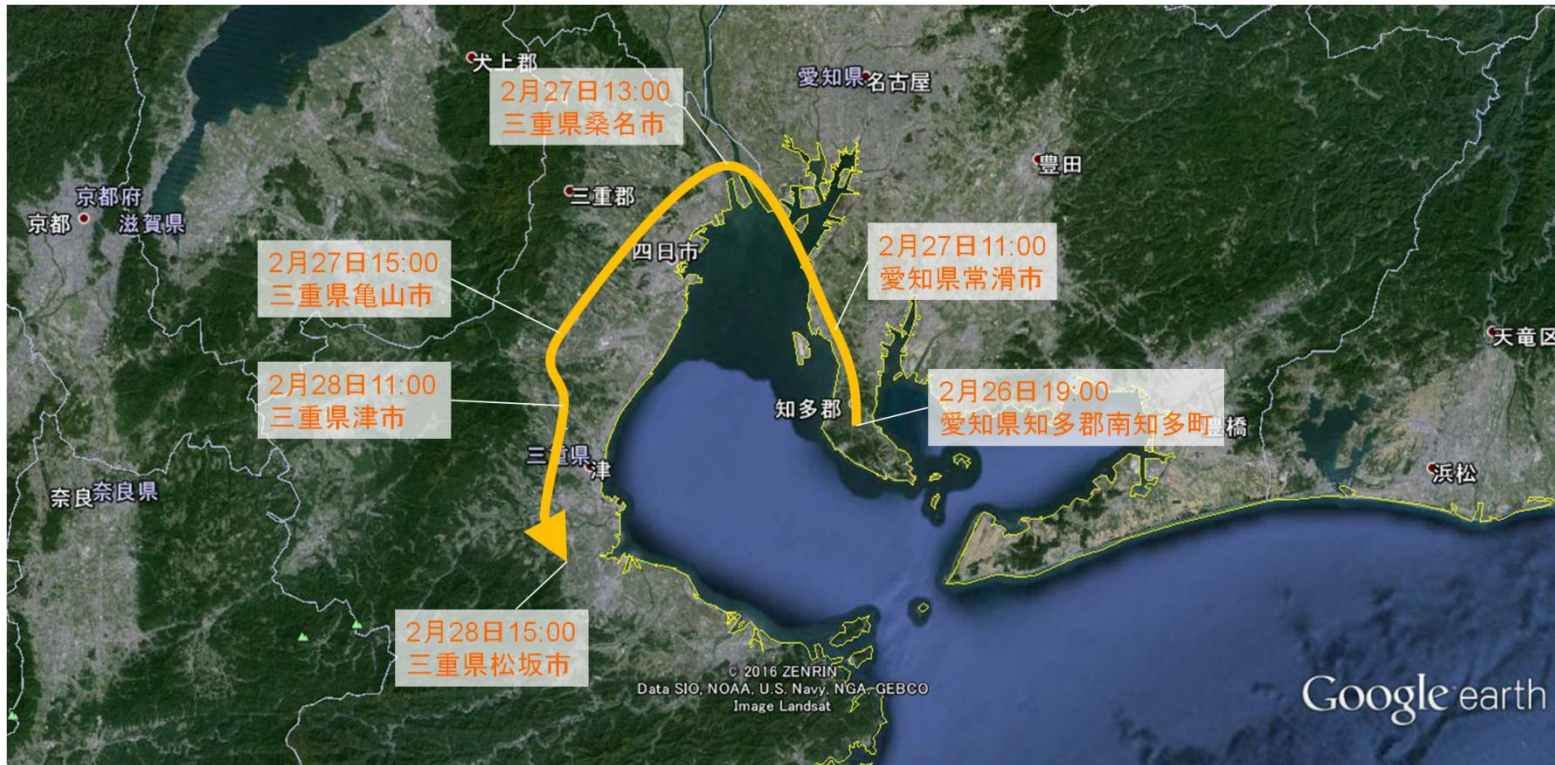 犬上郡
2月27日13:00
三重県桑名市
愛知県
名古屋
豊田
京都府
京都
滋賀県
三重郡
四日市
2月27日15:00
三重県亀山市
2月27日11:00
愛知県常滑市
天竜区
2月28日11:00
三重県津市
知多郡
2月26日19:00
愛知県知多郡南知多町
豊橋
三重県
津
奈良
奈良県
浜松
2月28日15:00
三重県松坂市
© 2016 ZENRIN
Data SIO, NOAA, U.S. Navy, NGA, GEBCO
Image Landsat
Google earth